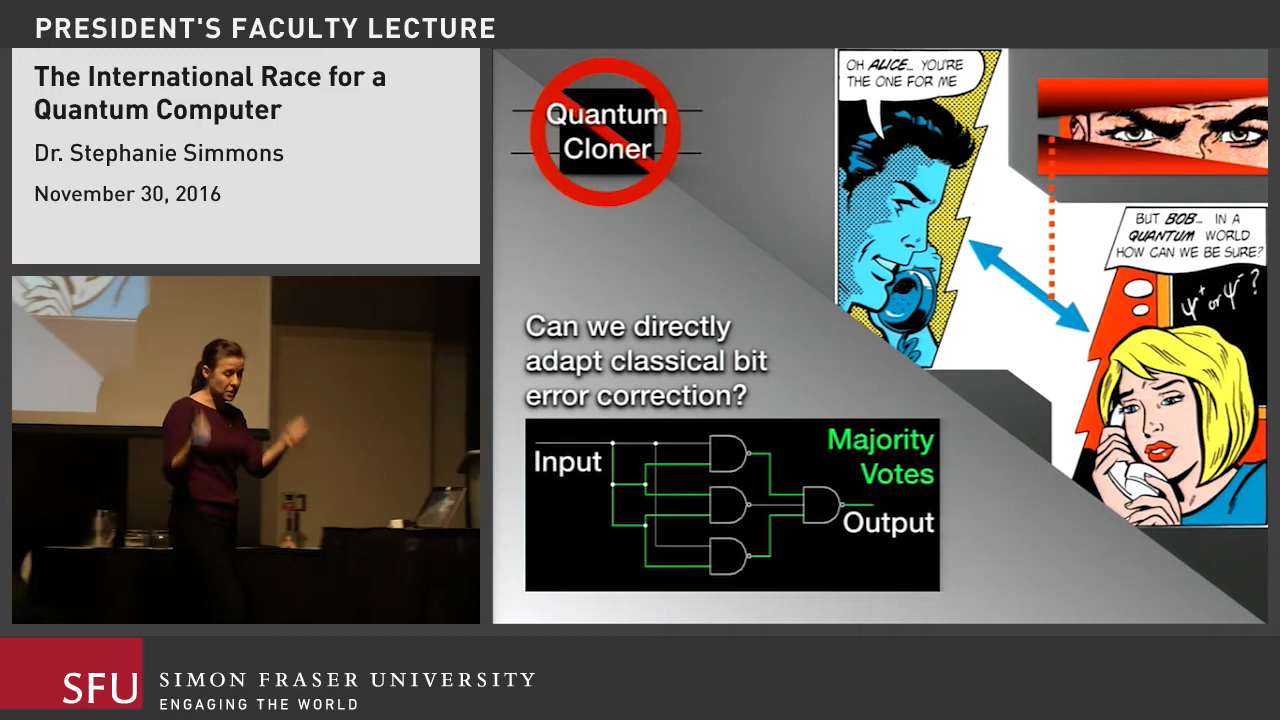 PRESIDENT'S FACULTY LECTURE
The International Race for a
Quantum Computer
Dr. Stephanie Simmons
November 30, 2016
Quantum
Cloner
OH ALICE... YOU'RE
THE ONE FOR ME
BUT BOB... IN A
QUANTUM WORLD
HOW CAN WE BE SURE?
Ψ⁺ or Ψ⁻ ?
Can we directly
adapt classical bit
error correction?
Input
Majority
Votes
Output
SFU
SIMON FRASER UNIVERSITY
ENGAGING THE WORLD